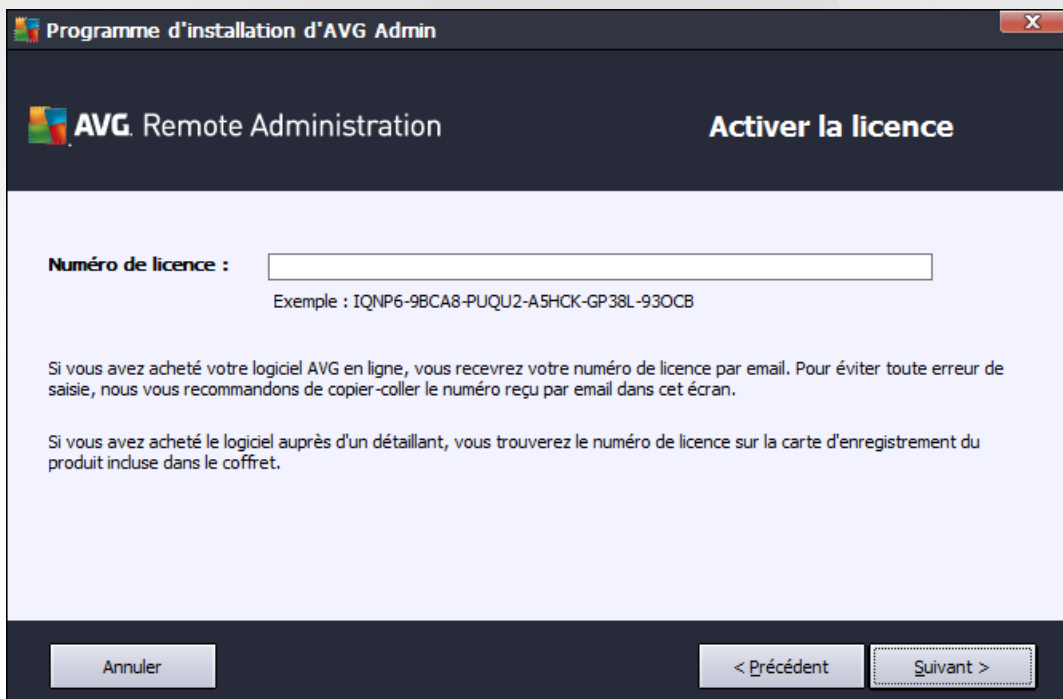 Programme d'installation d'AVG Admin
AVG. Remote Administration
Activer la licence
Numéro de licence :
Exemple : IQNP6-9BCA8-PUQU2-A5HCK-GP38L-93OCB
Si vous avez acheté votre logiciel AVG en ligne, vous recevrez votre numéro de licence par email. Pour éviter toute erreur de
saisie, nous vous recommandons de copier-coller le numéro reçu par email dans cet écran.
Si vous avez acheté le logiciel auprès d'un détaillant, vous trouverez le numéro de licence sur la carte d'enregistrement du
produit incluse dans le coffret.
Annuler
< Précédent
Suivant >